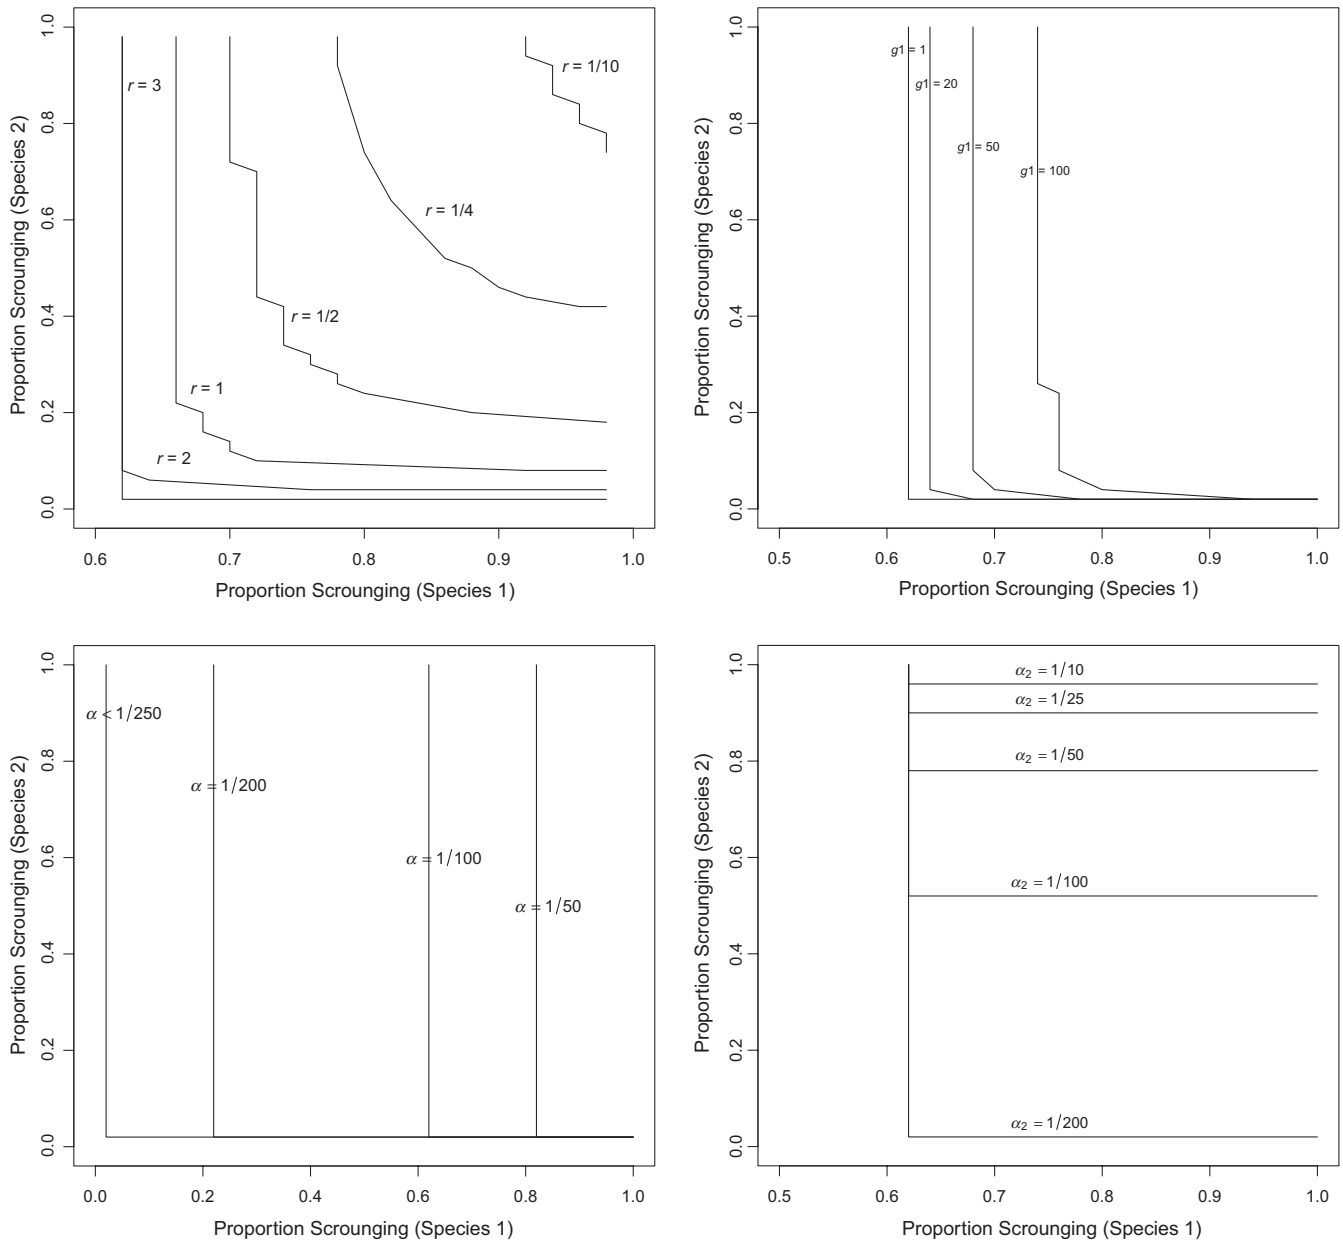 Proportion Scrounging (Species 2)
1.0
0.8
0.6
0.4
0.2
0.0
r = 3
r = 1/10
r = 1/4
r = 1/2
r = 1
r = 2
0.6 0.7 0.8 0.9 1.0
Proportion Scrounging (Species 1)
Proportion Scrounging (Species 2)
1.0
0.8
0.6
0.4
0.2
0.0
g1 = 1
g1 = 20
g1 = 50
g1 = 100
0.5 0.6 0.7 0.8 0.9 1.0
Proportion Scrounging (Species 1)
Proportion Scrounging (Species 2)
1.0
0.8
0.6
0.4
0.2
0.0
α < 1/250
α = 1/200
α = 1/100
α = 1/50
0.0 0.2 0.4 0.6 0.8 1.0
Proportion Scrounging (Species 1)
Proportion Scrounging (Species 2)
1.0
0.8
0.6
0.4
0.2
0.0
α₂ = 1/10
α₂ = 1/25
α₂ = 1/50
α₂ = 1/100
α₂ = 1/200
0.5 0.6 0.7 0.8 0.9 1.0
Proportion Scrounging (Species 1)